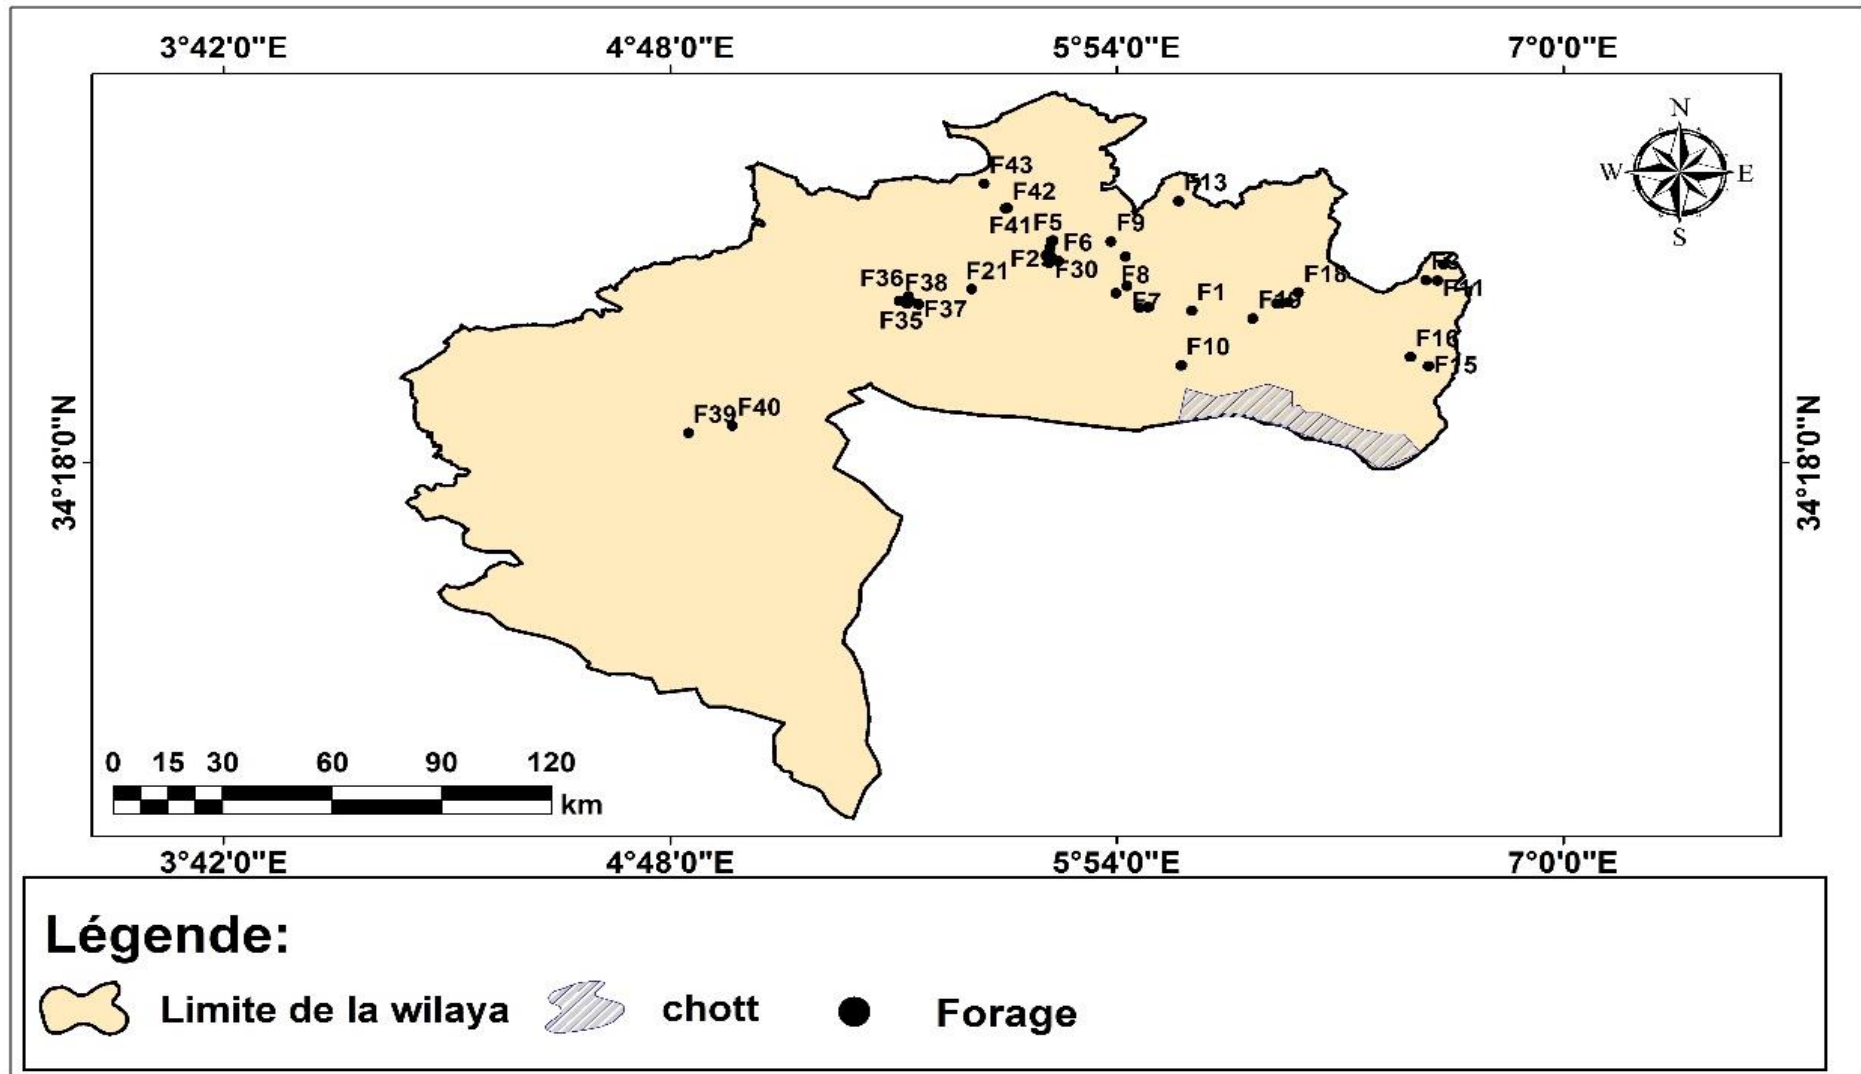 3°42'0"E 4°48'0"E 5°54'0"E 7°0'0"E
N
W E
S
F43
F13
F42
F41 F5 F9
F6
F30
F36 F38 F21 F8 F18
F11
F35 F37 F7 F1 F19
F10 F16
F15
F39 F40
34°18'0"N 34°18'0"N
0 15 30 60 90 120
km
3°42'0"E 4°48'0"E 5°54'0"E 7°0'0"E
Légende:
Limite de la wilaya chott Forage